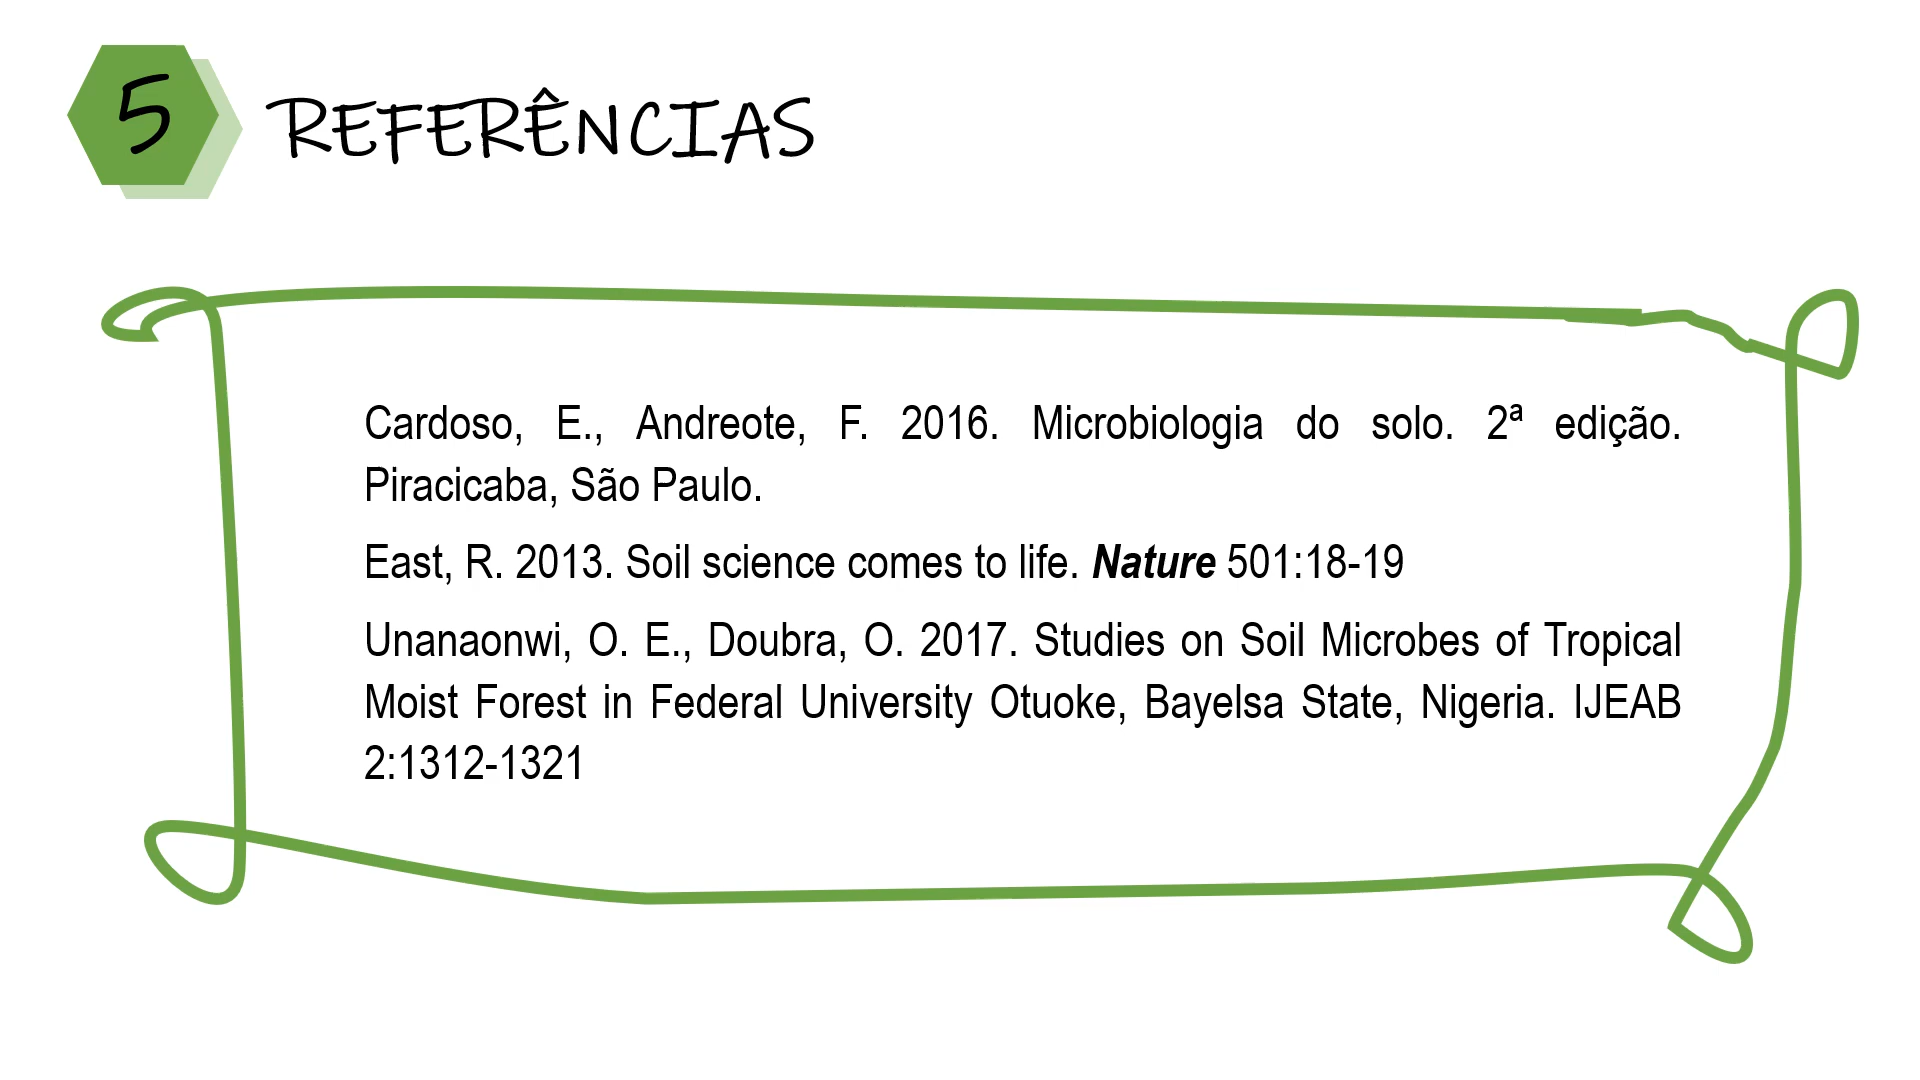 5
REFERÊNCIAS
Cardoso, E., Andreote, F. 2016. Microbiologia do solo. 2ª edição.
Piracicaba, São Paulo.
East, R. 2013. Soil science comes to life. Nature 501:18-19
Unanaonwi, O. E., Doubra, O. 2017. Studies on Soil Microbes of Tropical
Moist Forest in Federal University Otuoke, Bayelsa State, Nigeria. IJEAB
2:1312-1321